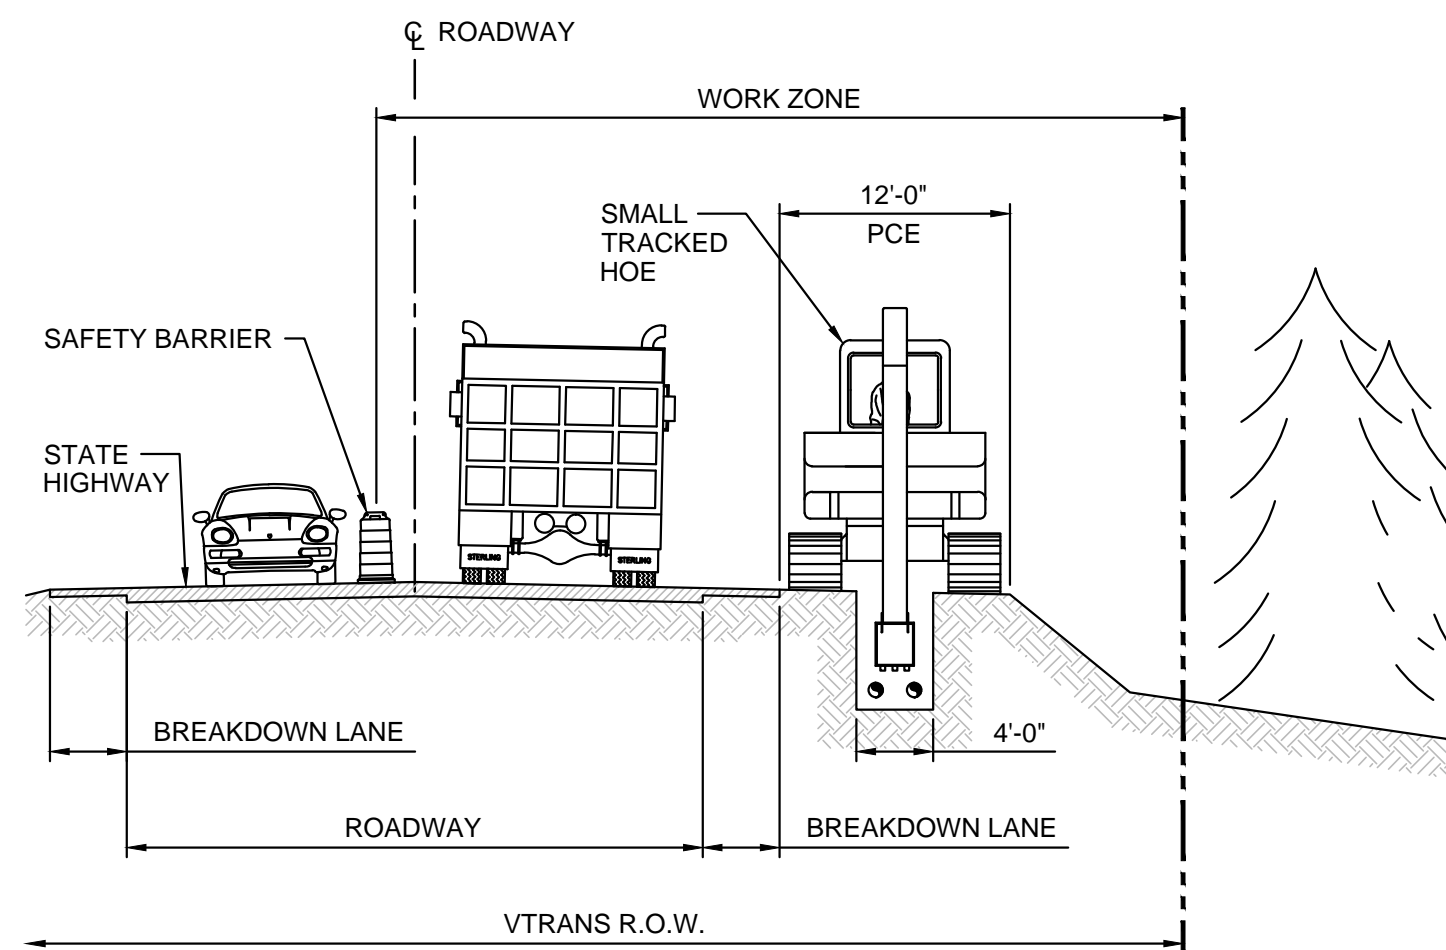 ℄ ROADWAY
WORK ZONE
12'-0"
PCE
SMALL
TRACKED
HOE
SAFETY BARRIER
STATE
HIGHWAY
STERLING
STERLING
BREAKDOWN LANE
4'-0"
ROADWAY
BREAKDOWN LANE
VTRANS R.O.W.